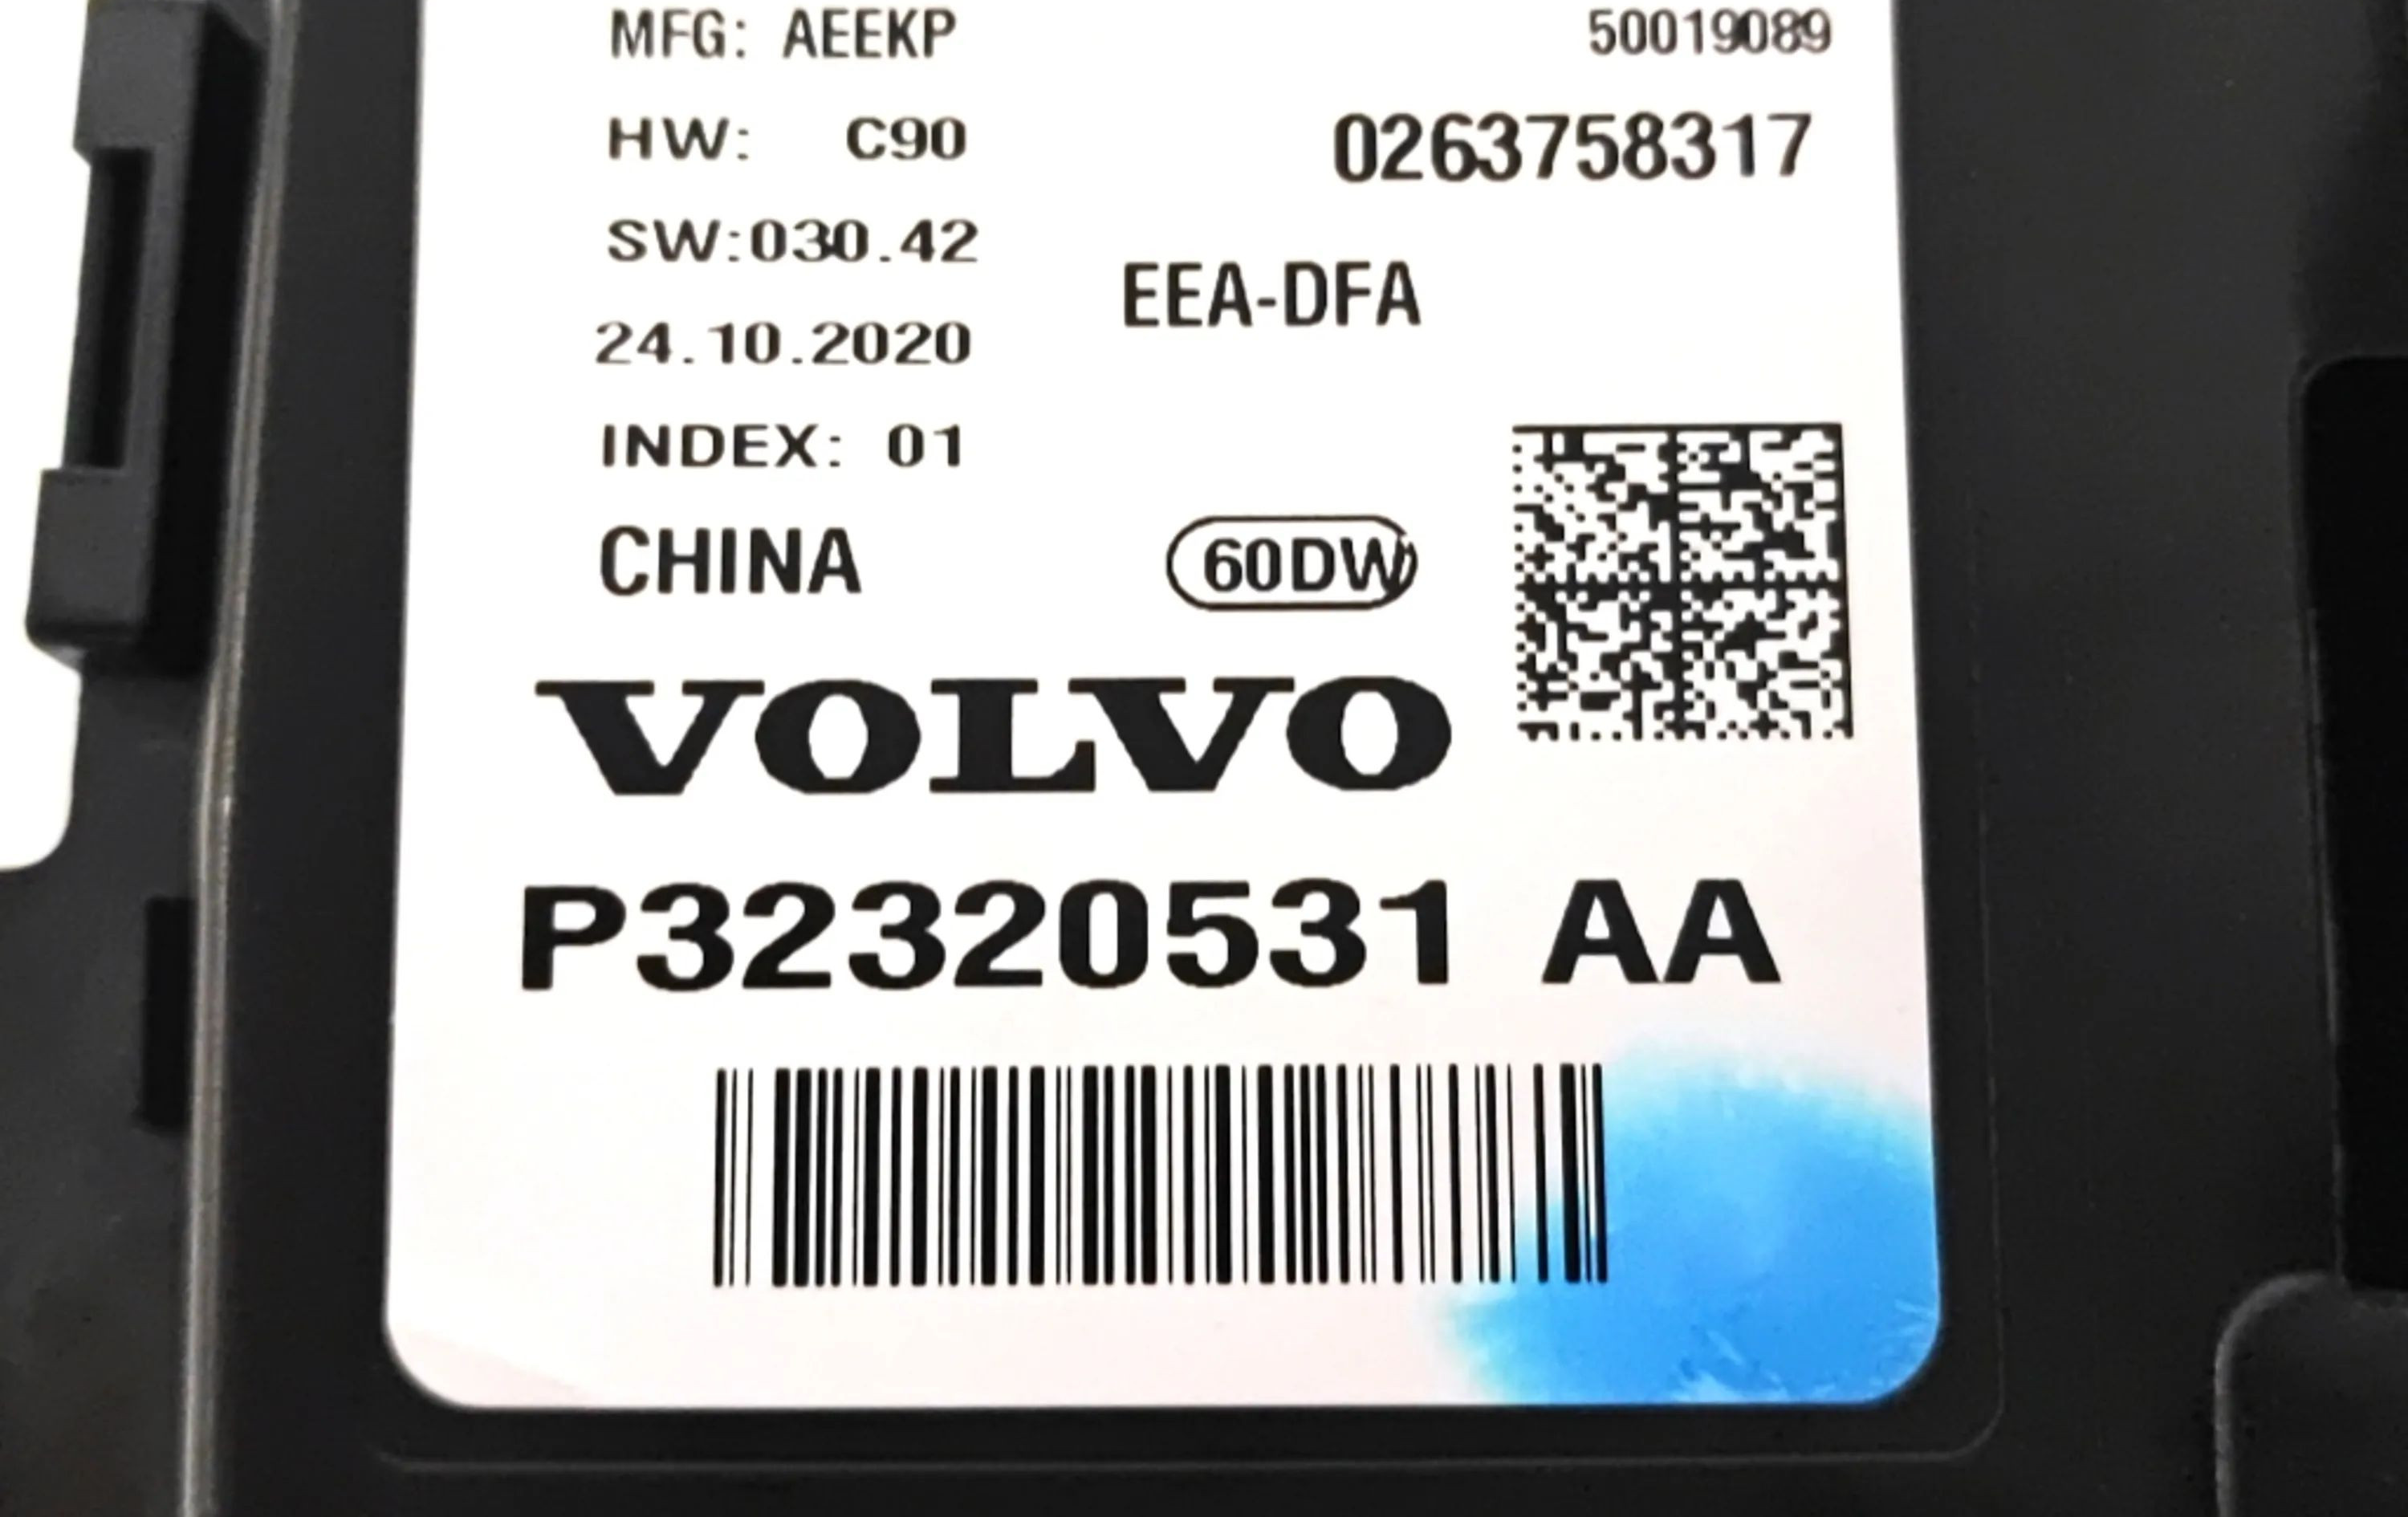 MFG: AEEKP 50019089
HW: C90 0263758317
SW:030.42
EEA-DFA
24.10.2020
INDEX: 01
CHINA 60DW
VOLVO
P32320531 AA